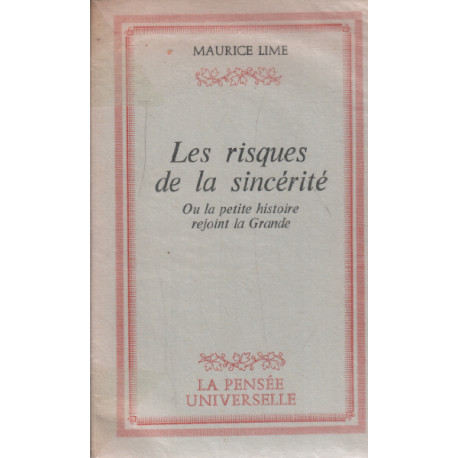 MAURICE LIME
Les risques
de la sincérité
Ou la petite histoire
rejoint la Grande
LA PENSÉE
UNIVERSELLE